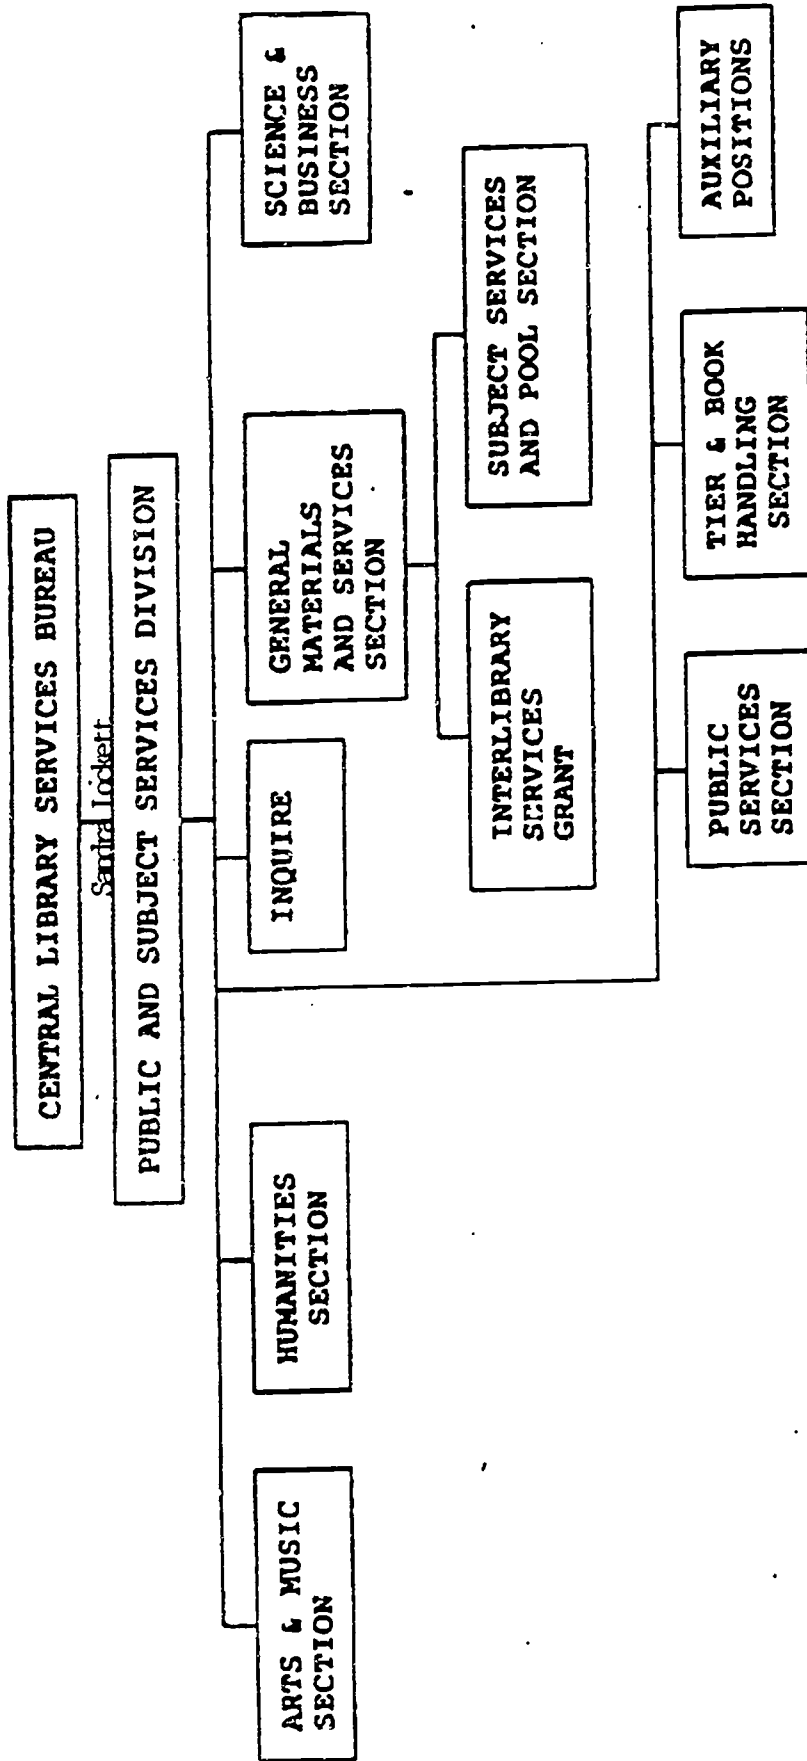 CENTRAL LIBRARY SERVICES BUREAU
Sandra Lockett
PUBLIC AND SUBJECT SERVICES DIVISION
ARTS & MUSIC
SECTION
HUMANITIES
SECTION
INQUIRE
GENERAL
MATERIALS
AND SERVICES
SECTION
SCIENCE &
BUSINESS
SECTION
INTERLIBRARY
SERVICES
GRANT
SUBJECT SERVICES
AND POOL SECTION
PUBLIC
SERVICES
SECTION
TIER & BOOK
HANDLING
SECTION
AUXILIARY
POSITIONS